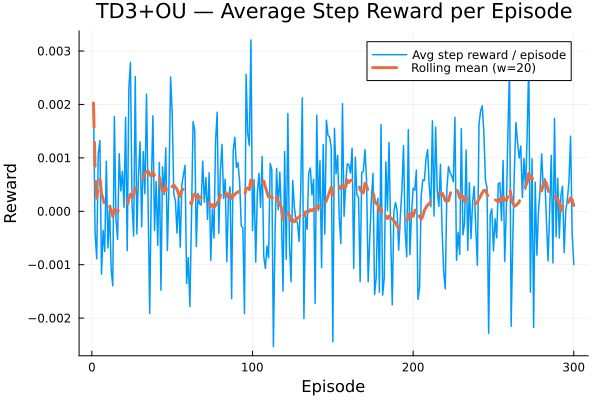 TD3+OU — Average Step Reward per Episode
Avg step reward / episode
Rolling mean (w=20)
Reward
0.003
0.002
0.001
0.000
−0.001
−0.002
0
100
200
300
Episode